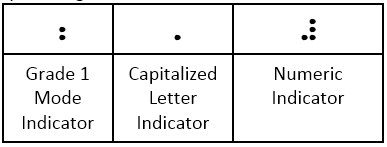 ⠰ ⠠ ⠼
Grade 1
Mode
Indicator
Capitalized
Letter
Indicator
Numeric
Indicator